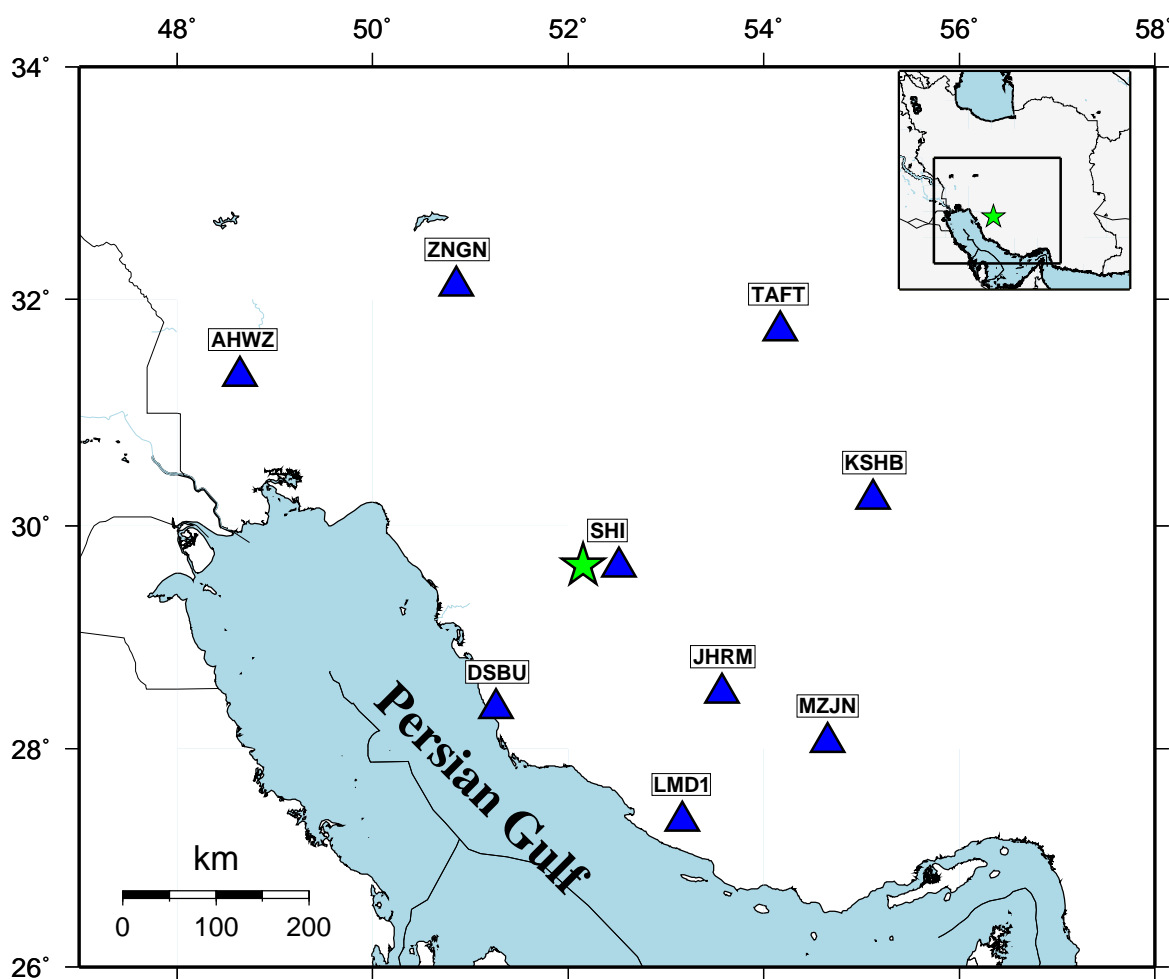 48° 50° 52° 54° 56° 58°
34°
ZNGN
TAFT
32°
AHWZ
KSHB
30°
SHI
JHRM
DSBU
MZJN
28°
LMD1
Persian Gulf
km
0 100 200
26°